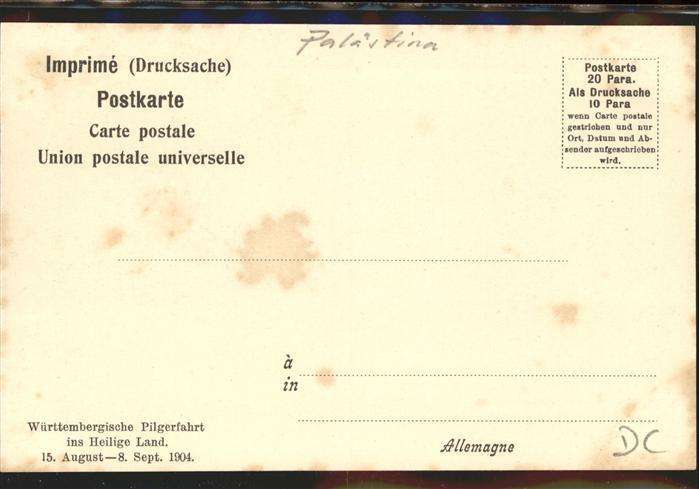 Palästina
Imprimé (Drucksache)
Postkarte
Carte postale
Union postale universelle
Postkarte
20 Para.
Als Drucksache
10 Para
wenn Carte postale
gestrichen und nur
Ort, Datum und Ab-
sender aufgeschrieben
wird.
à
in
Württembergische Pilgerfahrt
ins Heilige Land.
15. August—8. Sept. 1904.
Allemagne
DC